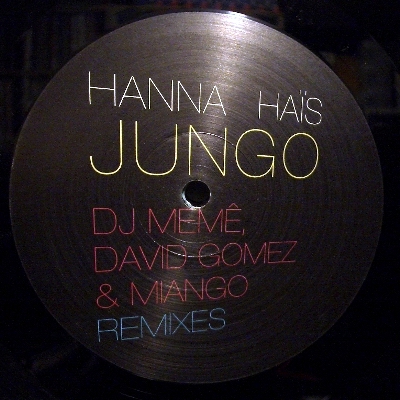 HANNA HAÏS
JUNGO
DJ MEMÊ,
DAVID GOMEZ
& MIANGO
REMIXES